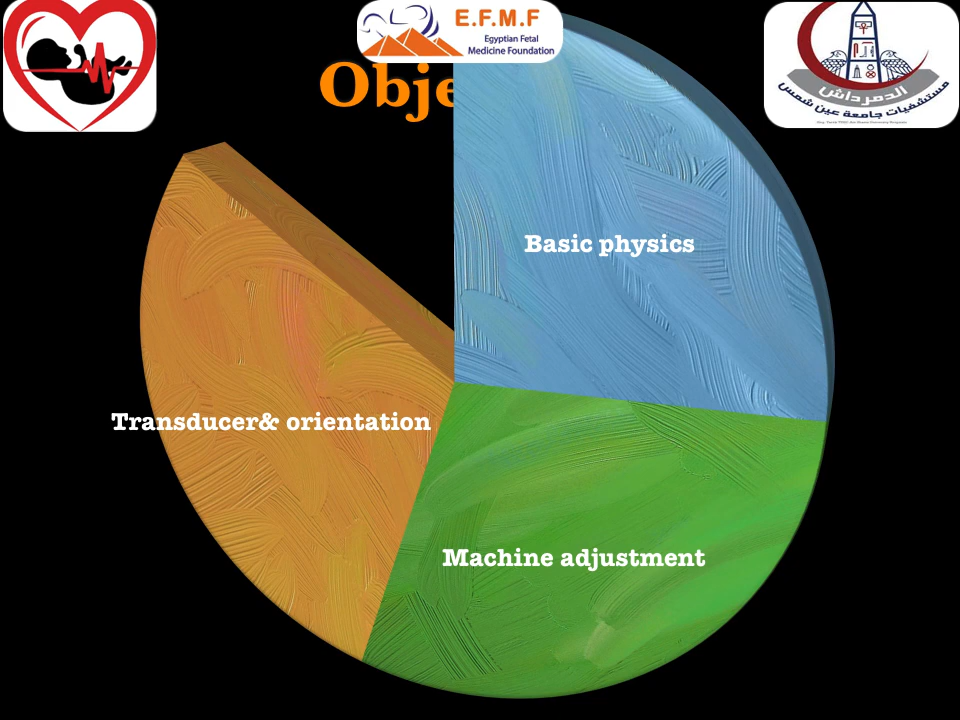 E.F.M.F
Egyptian Fetal
Medicine Foundation
Obje
الدمرداش
مستشفيات جامعة عين شمس
Basic physics
Transducer& orientation
Machine adjustment